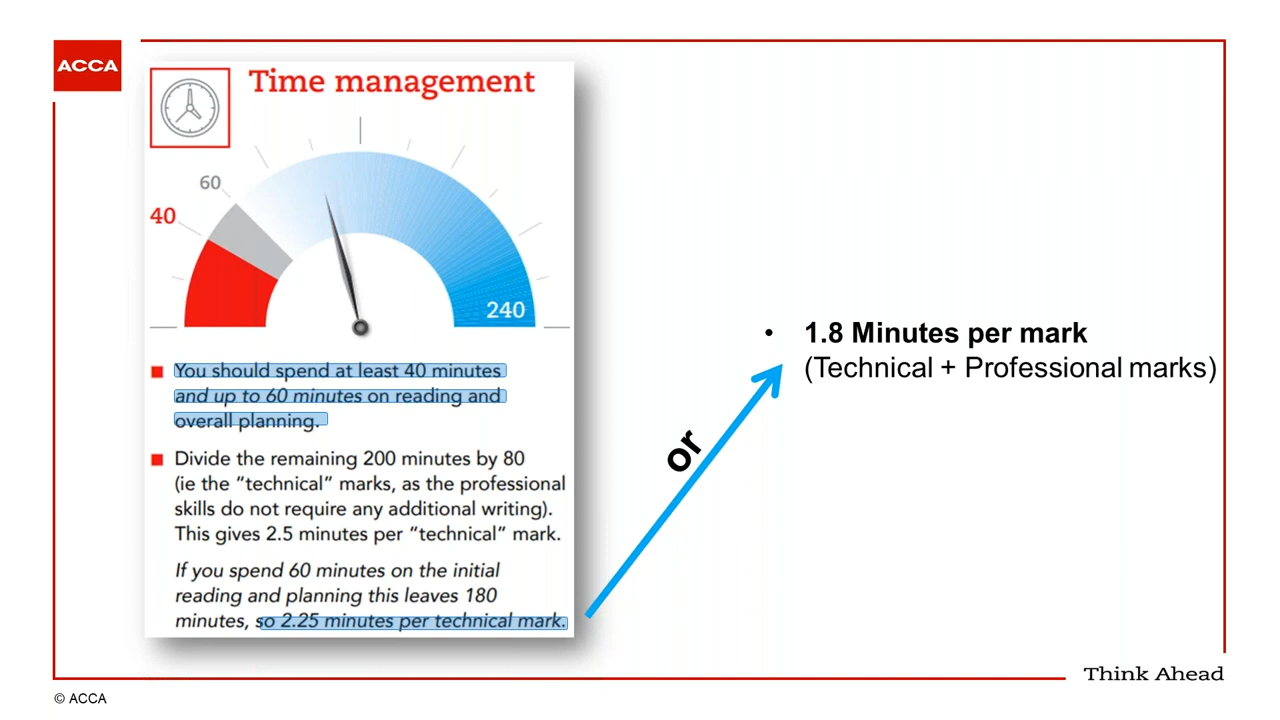 ACCA
Time management
60
40
240
You should spend at least 40 minutes
and up to 60 minutes on reading and
overall planning.
Divide the remaining 200 minutes by 80
(ie the “technical” marks, as the professional
skills do not require any additional writing).
This gives 2.5 minutes per “technical” mark.
If you spend 60 minutes on the initial
reading and planning this leaves 180
minutes, so 2.25 minutes per technical mark.
or
• 1.8 Minutes per mark
(Technical + Professional marks)
Think Ahead
© ACCA